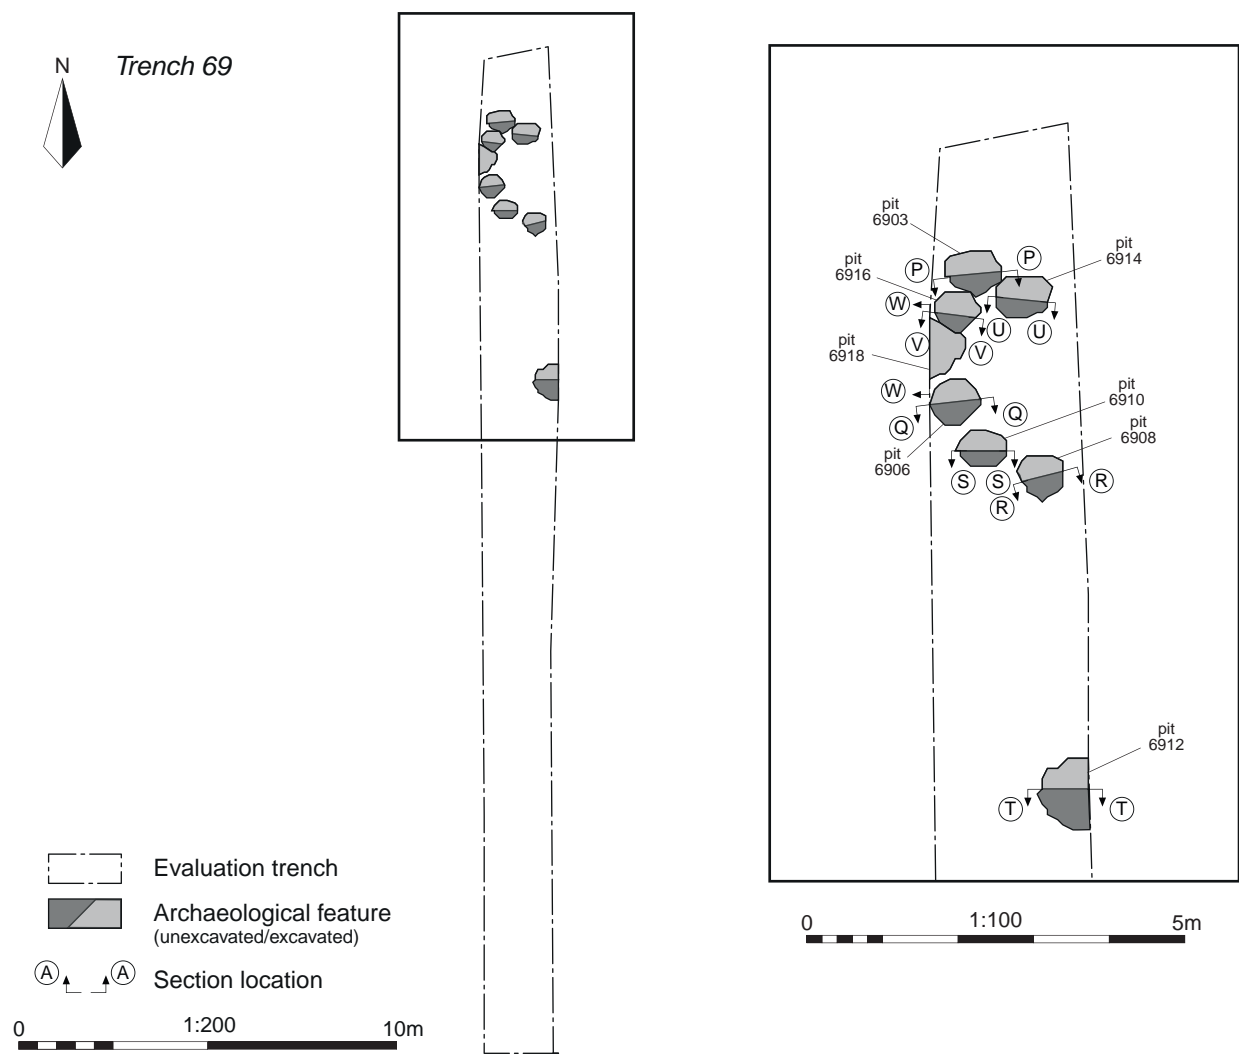 N
Trench 69
pit
6903
P
P
pit
6914
pit
6916
W
U
U
V
V
pit
6918
W
Q
Q
pit
6910
pit
6908
pit
6906
S
S
R
R
pit
6912
T
T
Evaluation trench
Archaeological feature
(unexcavated/excavated)
A
A
Section location
0
1:200
10m
0
1:100
5m